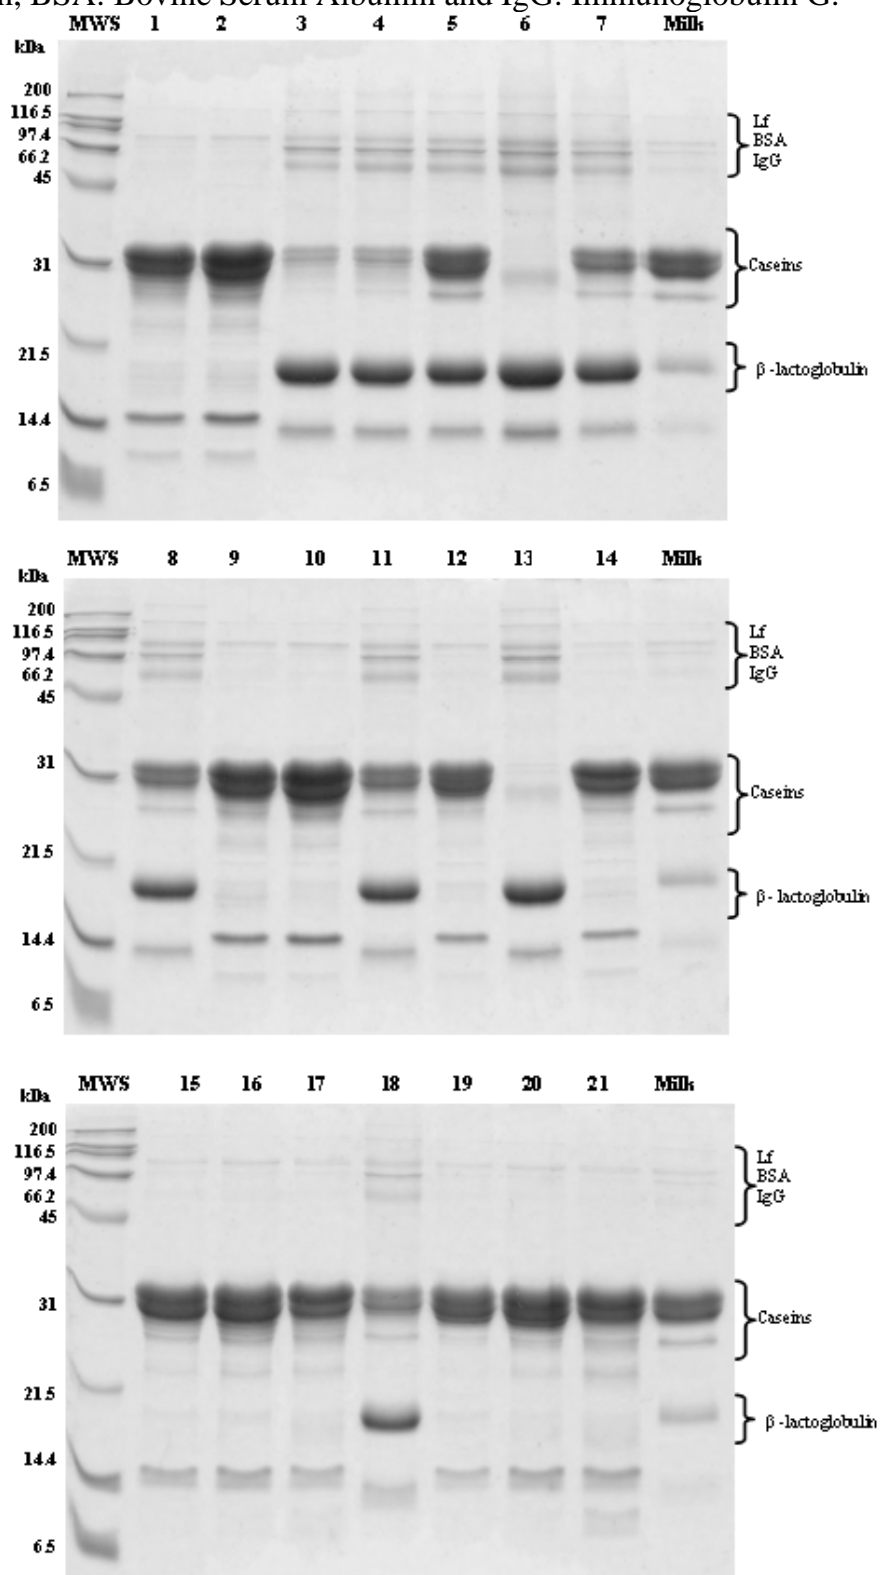 n, BSA: Bovine Serum Albumin and IgG: Immunoglobulin G.
MWS 1 2 3 4 5 6 7 Milk
kDa
200
116.5
97.4
66.2
45
31
21.5
14.4
6.5
Lf
BSA
IgG
Caseins
β-lactoglobulin
MWS 8 9 10 11 12 13 14 Milk
kDa
200
116.5
97.4
66.2
45
31
21.5
14.4
6.5
Lf
BSA
IgG
Caseins
β-lactoglobulin
MWS 15 16 17 18 19 20 21 Milk
kDa
200
116.5
97.4
66.2
45
31
21.5
14.4
6.5
Lf
BSA
IgG
Caseins
β-lactoglobulin